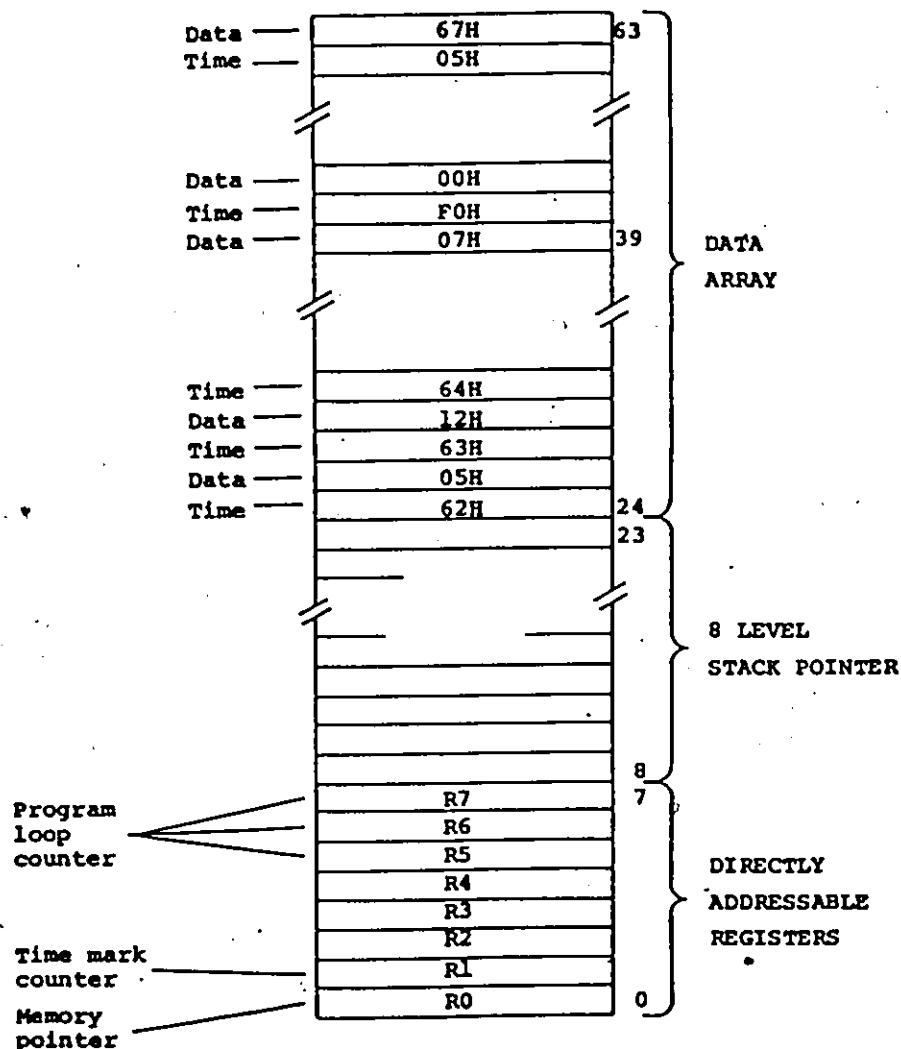 Data 67H 63
Time 05H
Data 00H
Time F0H
Data 07H 39
DATA
ARRAY
Time 64H
Data 12H
Time 63H
Data 05H
Time 62H 24
23
8 LEVEL
STACK POINTER
8
R7 7
Program
loop
counter
R6
R5
R4
R3
R2
DIRECTLY
ADDRESSABLE
REGISTERS
Time mark
counter
R1
R0 0
Memory
pointer